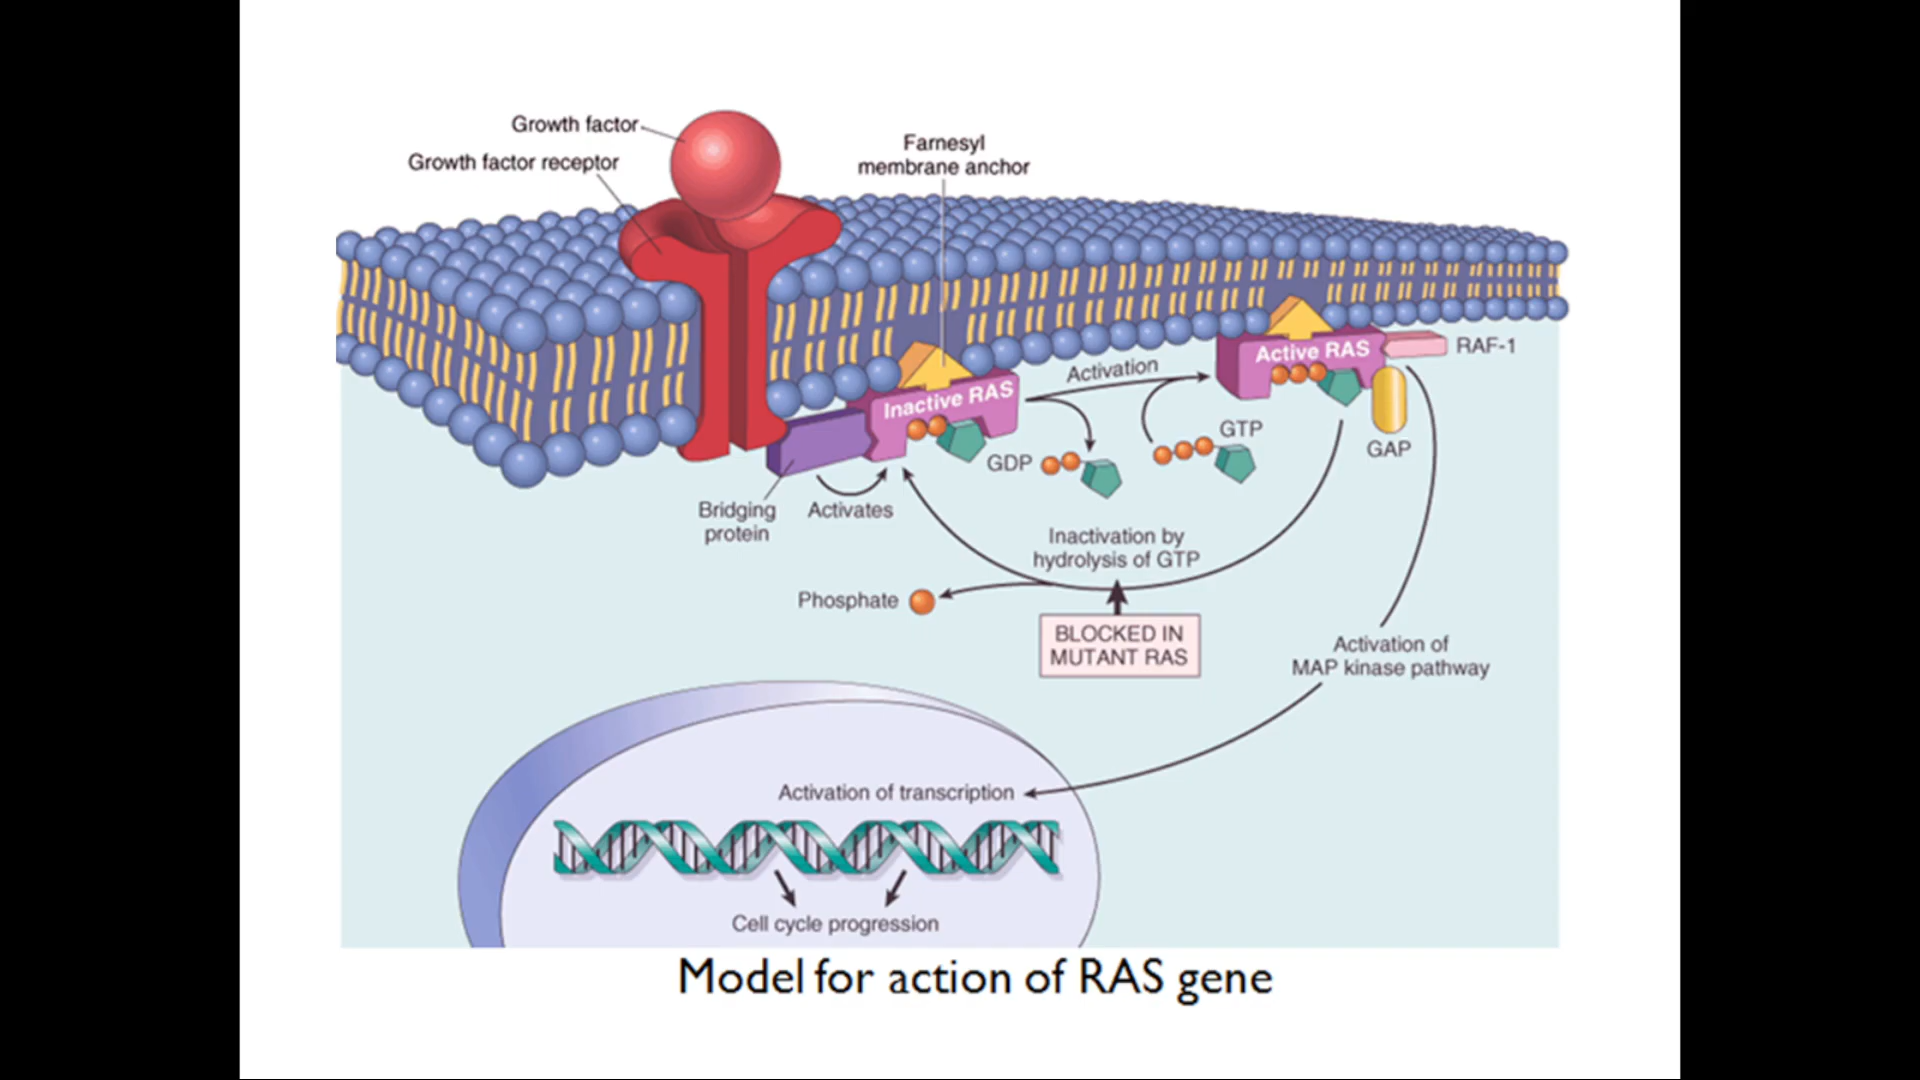 Growth factor
Growth factor receptor
Farnesyl
membrane anchor
Inactive RAS
Activation
Active RAS
RAF-1
GDP
GTP
GAP
Bridging
protein
Activates
Inactivation by
hydrolysis of GTP
Phosphate
BLOCKED IN
MUTANT RAS
Activation of
MAP kinase pathway
Activation of transcription
Cell cycle progression
Model for action of RAS gene